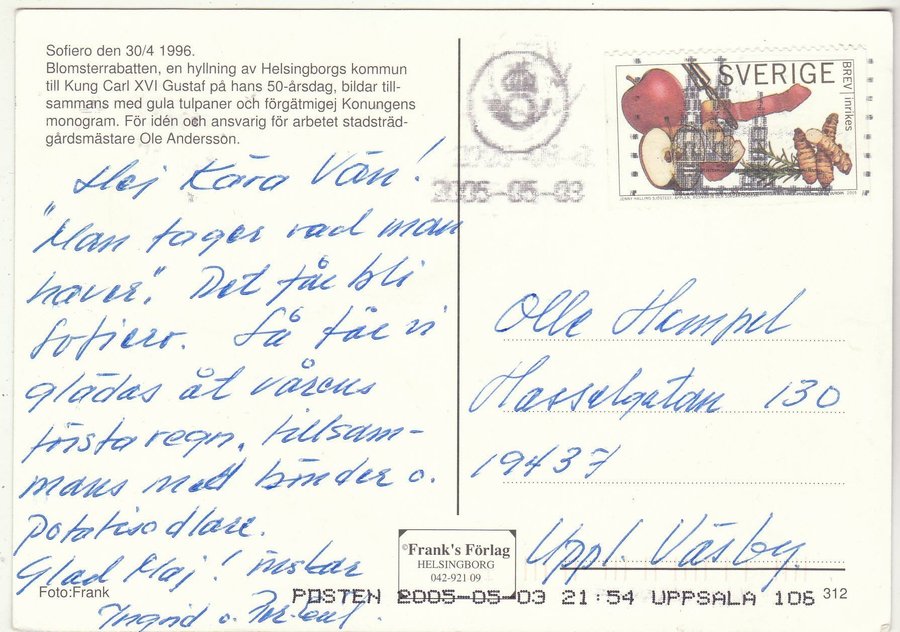 Sofiero den 30/4 1996.
Blomsterrabatten, en hyllning av Helsingborgs kommun
till Kung Carl XVI Gustaf på hans 50-årsdag, bildar till-
sammans med gula tulpaner och förgätmigej Konungens
monogram. För idén och ansvarig för arbetet stadsträd-
gårdsmästare Ole Andersson.
Hej Kära Vän!
"Man tager vad man
haver". Det får bli
Sofiero. Så får vi
glädas åt vårens
första regn, tillsam-
mans med bönder o.
potatisodlare.
Glad Maj! önskar
Ingrid o.
Foto:Frank
SVERIGE
BREV inrikes
2005-05-03
Olle Hempel
Hasselgatan 130
19437
Uppl. Väsby
©Frank's Förlag
HELSINGBORG
042-921 09
POSTEN 2005-05-03 21:54 UPPSALA 106
312